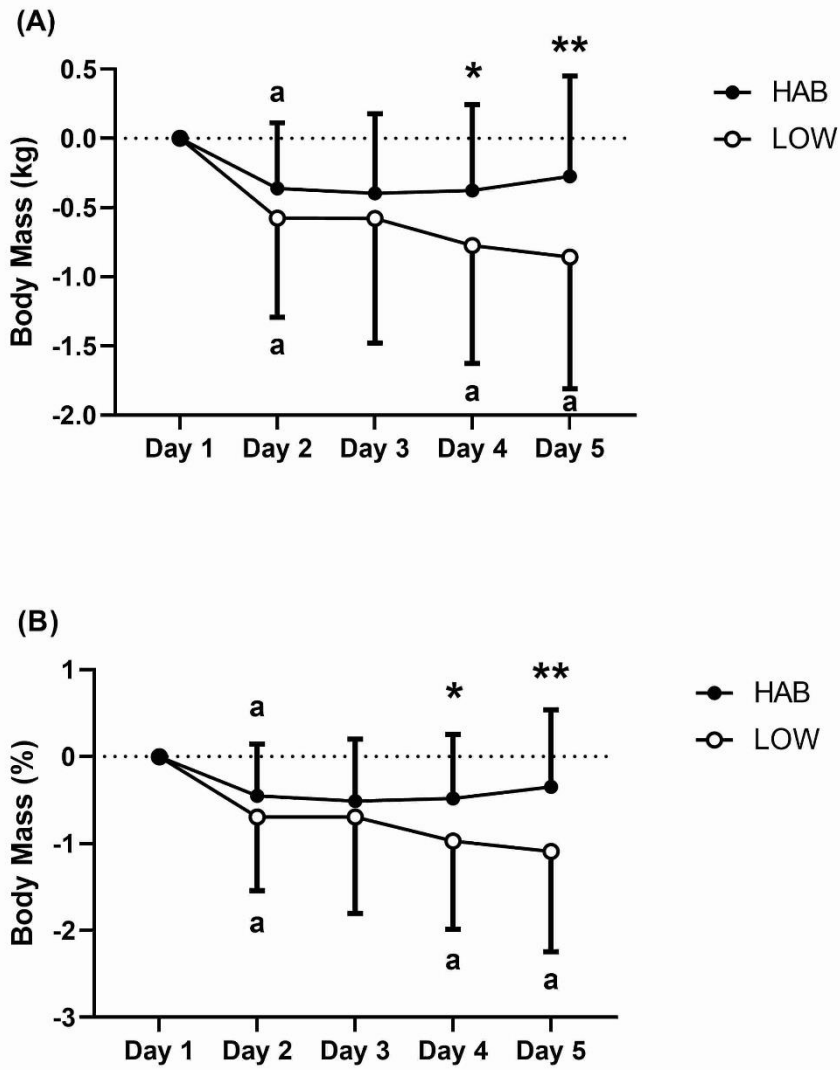 (A)
* **
0.5
a
HAB
0.0
LOW
-0.5
Body Mass (kg)
-1.0
-1.5
a
a
a
-2.0
Day 1 Day 2 Day 3 Day 4 Day 5
(B)
1
* **
a
HAB
0
LOW
Body Mass (%)
-1
-2
a
a
a
-3
Day 1 Day 2 Day 3 Day 4 Day 5